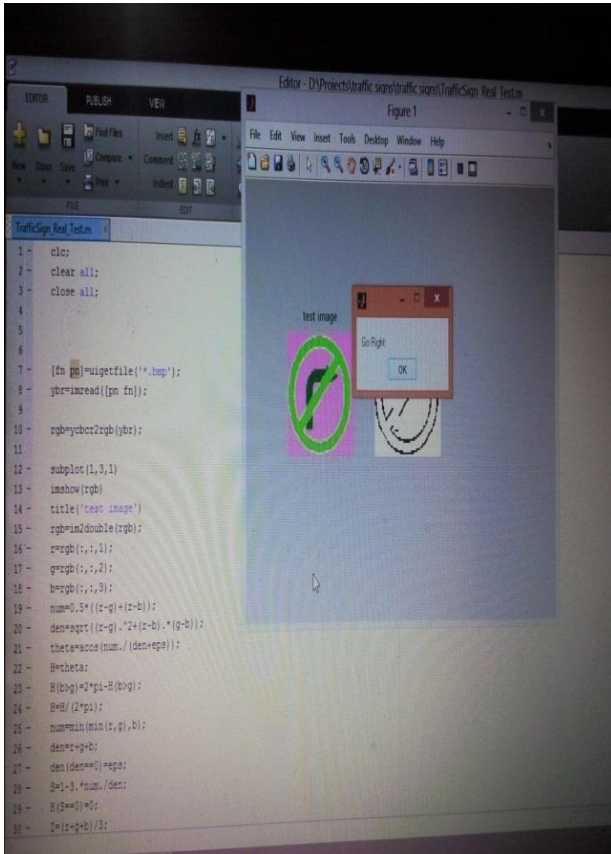 Editor - D:\Projects\traffic signs\traffic signs\TrafficSign_Real_Test.m
EDITOR
PUBLISH
VIEW
New
Open
Save
Find Files
Compare
Print
Insert
fx
Comment
Indent
FILE
EDIT
TrafficSign_Real_Test.m
Figure 1
File Edit View Insert Tools Desktop Window Help
test image
Go Right
OK
1 - clc;
2 - clear all;
3 - close all;
4
5
6
7 - [fn pn]=uigetfile('*.bmp');
8 - ybr=imread([pn fn]);
9
10 - rgb=ycbcr2rgb(ybr);
11
12 - subplot(1,3,1)
13 - imshow(rgb)
14 - title('test image')
15 - rgb=im2double(rgb);
16 - r=rgb(:,:,1);
17 - g=rgb(:,:,2);
18 - b=rgb(:,:,3);
19 - num=0.5*((r-g)+(r-b));
20 - den=sqrt((r-g).^2+(r-b).*(g-b));
21 - theta=acos(num./(den+eps));
22 - H=theta;
23 - H(b>g)=2*pi-H(b>g);
24 - H=H/(2*pi);
25 - num=min(min(r,g),b);
26 - den=r+g+b;
27 - den(den==0)=eps;
28 - S=1-3.*num./den;
29 - H(S==0)=0;
30 - I=(r+g+b)/3;